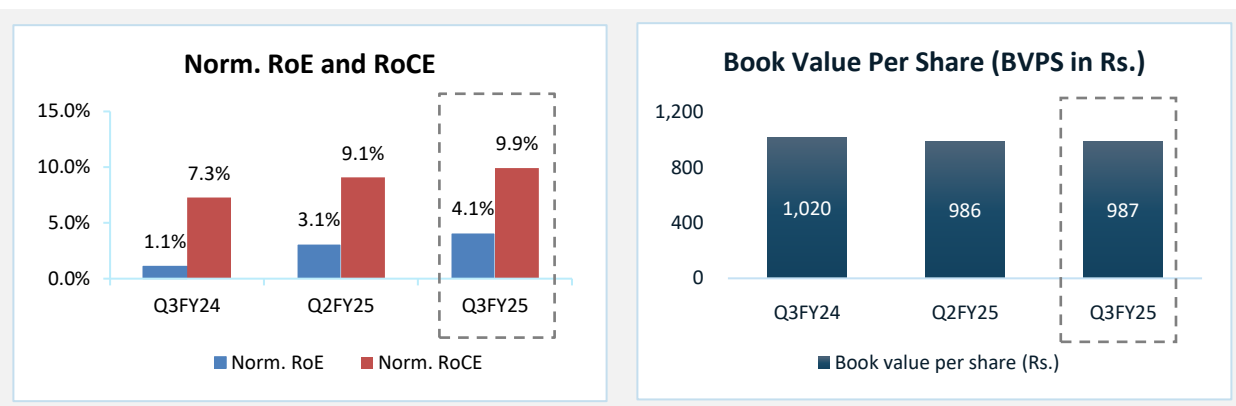 Norm. RoE and RoCE
15.0%
10.0%
5.0%
0.0%
1.1%
7.3%
3.1%
9.1%
4.1%
9.9%
Q3FY24 Q2FY25 Q3FY25
Norm. RoE Norm. RoCE
Book Value Per Share (BVPS in Rs.)
1,200
800
400
0
1,020 986 987
Q3FY24 Q2FY25 Q3FY25
Book value per share (Rs.)